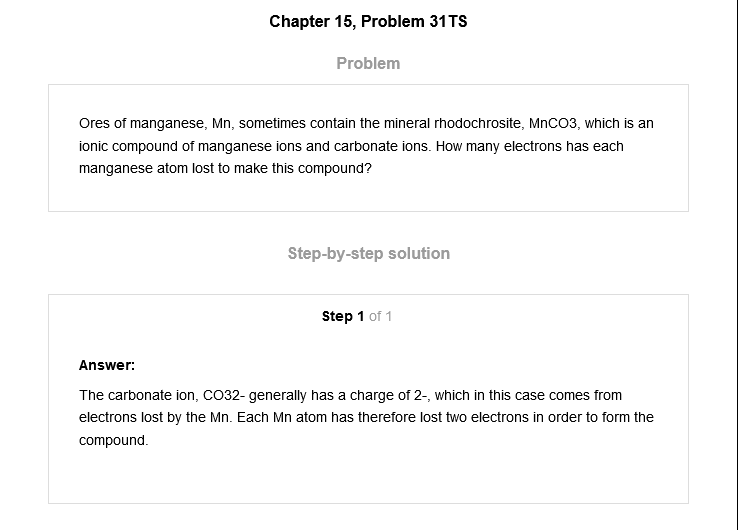 Chapter 15, Problem 31TS
Problem
Ores of manganese, Mn, sometimes contain the mineral rhodochrosite, MnCO3, which is an
ionic compound of manganese ions and carbonate ions. How many electrons has each
manganese atom lost to make this compound?
Step-by-step solution
Step 1 of 1
Answer:
The carbonate ion, CO32- generally has a charge of 2-, which in this case comes from
electrons lost by the Mn. Each Mn atom has therefore lost two electrons in order to form the
compound.